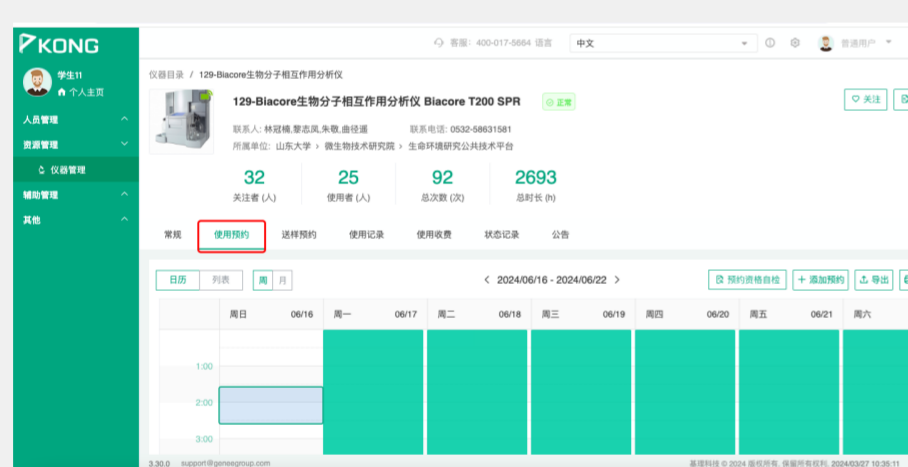 KONG
客服: 400-017-5664 语言 中文 普通用户
学生11
个人主页
人员管理
资源管理
仪器管理
辅助管理
其他
仪器目录 / 129-Biacore生物分子相互作用分析仪
129-Biacore生物分子相互作用分析仪 Biacore T200 SPR 正常 关注
联系人: 林冠楠,黎志凤,朱敬,曲径遥 联系电话: 0532-58631581
所属单位: 山东大学 › 微生物技术研究院 › 生命环境研究公共技术平台
32 25 92 2693
关注者 (人) 使用者 (人) 总次数 (次) 总时长 (h)
常规 使用预约 送样预约 使用记录 使用收费 状态记录 公告
日历 列表 周 月 < 2024/06/16 - 2024/06/22 > 预约资格自检 + 添加预约 导出
周日 06/16 周一 06/17 周二 06/18 周三 06/19 周四 06/20 周五 06/21 周六
1:00
2:00
3:00
3.30.0 support@geneegroup.com 基理科技 © 2024 版权所有. 保留所有权利. 2024/03/27 10:35:11